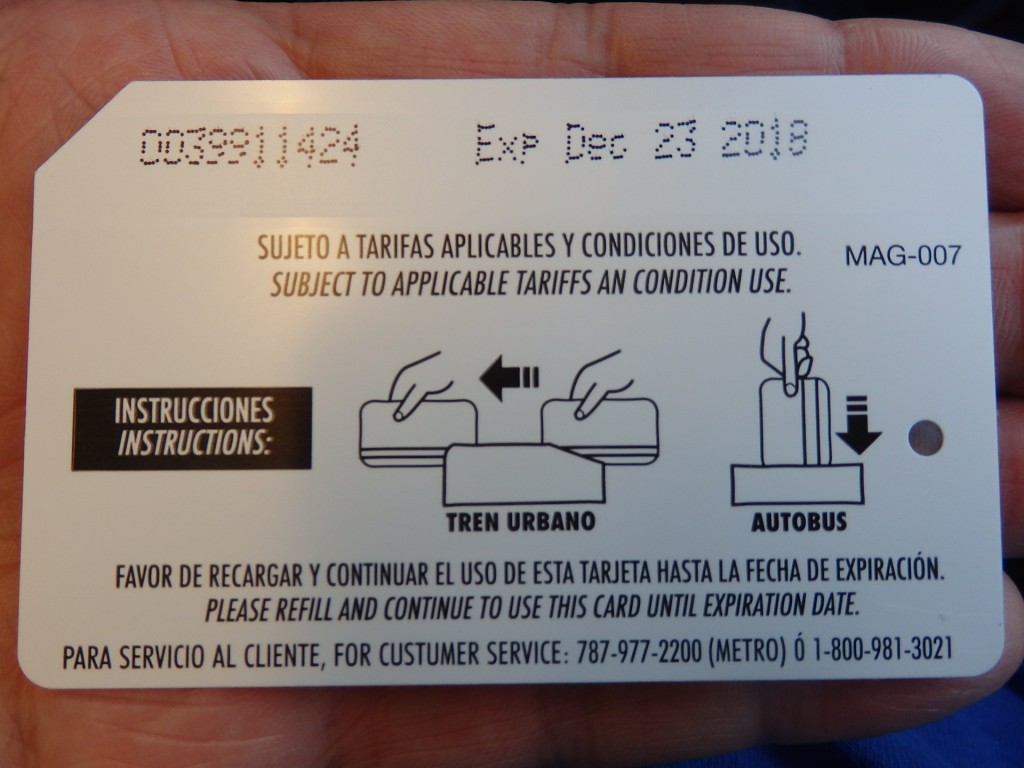 0039911424 Exp Dec 23 2018
SUJETO A TARIFAS APLICABLES Y CONDICIONES DE USO.
MAG-007
SUBJECT TO APPLICABLE TARIFFS AN CONDITION USE.
INSTRUCCIONES
INSTRUCTIONS:
TREN URBANO
AUTOBUS
FAVOR DE RECARGAR Y CONTINUAR EL USO DE ESTA TARJETA HASTA LA FECHA DE EXPIRACIÓN.
PLEASE REFILL AND CONTINUE TO USE THIS CARD UNTIL EXPIRATION DATE.
PARA SERVICIO AL CLIENTE, FOR CUSTUMER SERVICE: 787-977-2200 (METRO) Ó 1-800-981-3021